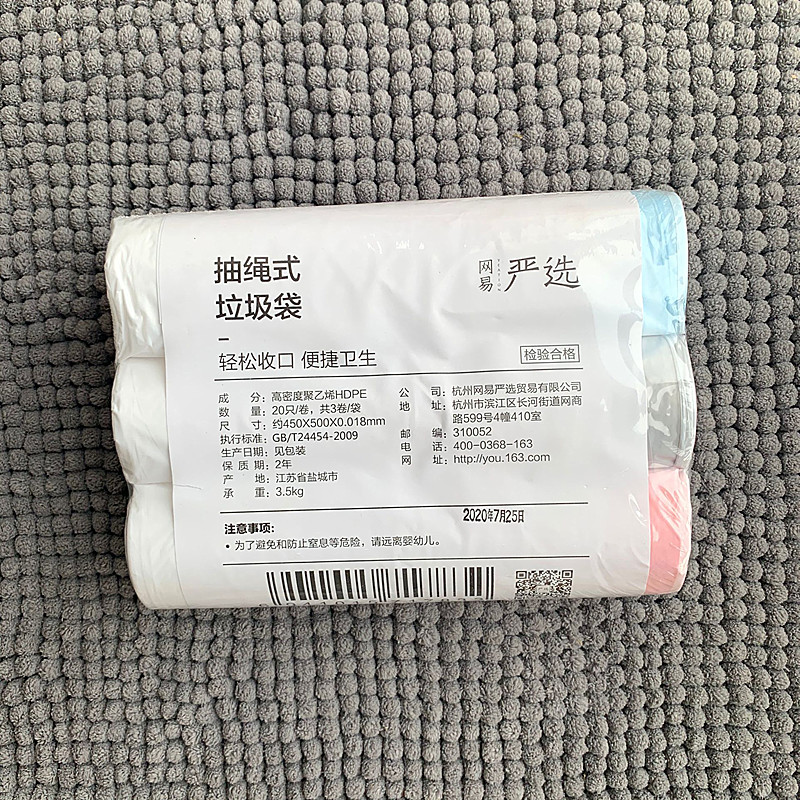 抽绳式
垃圾袋
网易 严选
轻松收口 便捷卫生
检验合格
成 分：高密度聚乙烯HDPE
数 量：20只/卷，共3卷/袋
尺 寸：约450X500X0.018mm
执行标准：GB/T24454-2009
生产日期：见包装
保 质 期：2年
产 地：江苏省盐城市
承 重：3.5kg
公 司：杭州网易严选贸易有限公司
地 址：杭州市滨江区长河街道网商
路599号4幢410室
邮 编：310052
电 话：400-0368-163
网 址：http://you.163.com
2020年7月25日
注意事项：
• 为了避免和防止窒息等危险，请远离婴幼儿。